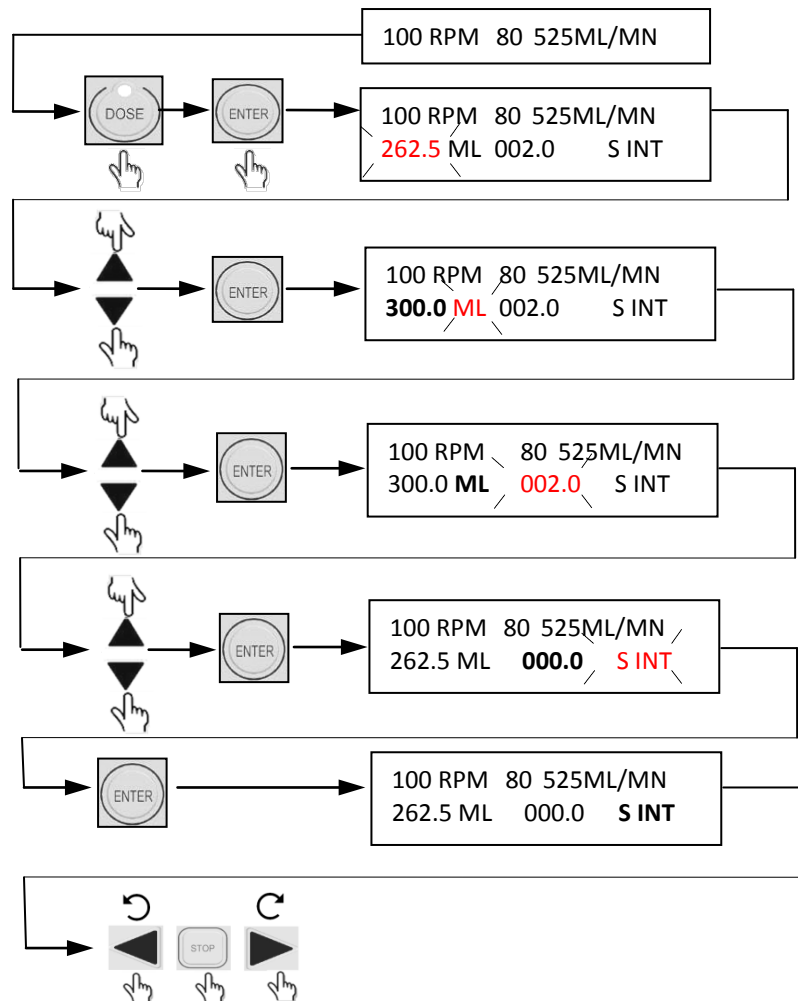 100 RPM 80 525ML/MN
DOSE ENTER
100 RPM 80 525ML/MN
262.5 ML 002.0 S INT
ENTER
100 RPM 80 525ML/MN
300.0 ML 002.0 S INT
ENTER
100 RPM 80 525ML/MN
300.0 ML 002.0 S INT
ENTER
100 RPM 80 525ML/MN
262.5 ML 000.0 S INT
ENTER
100 RPM 80 525ML/MN
262.5 ML 000.0 S INT
STOP